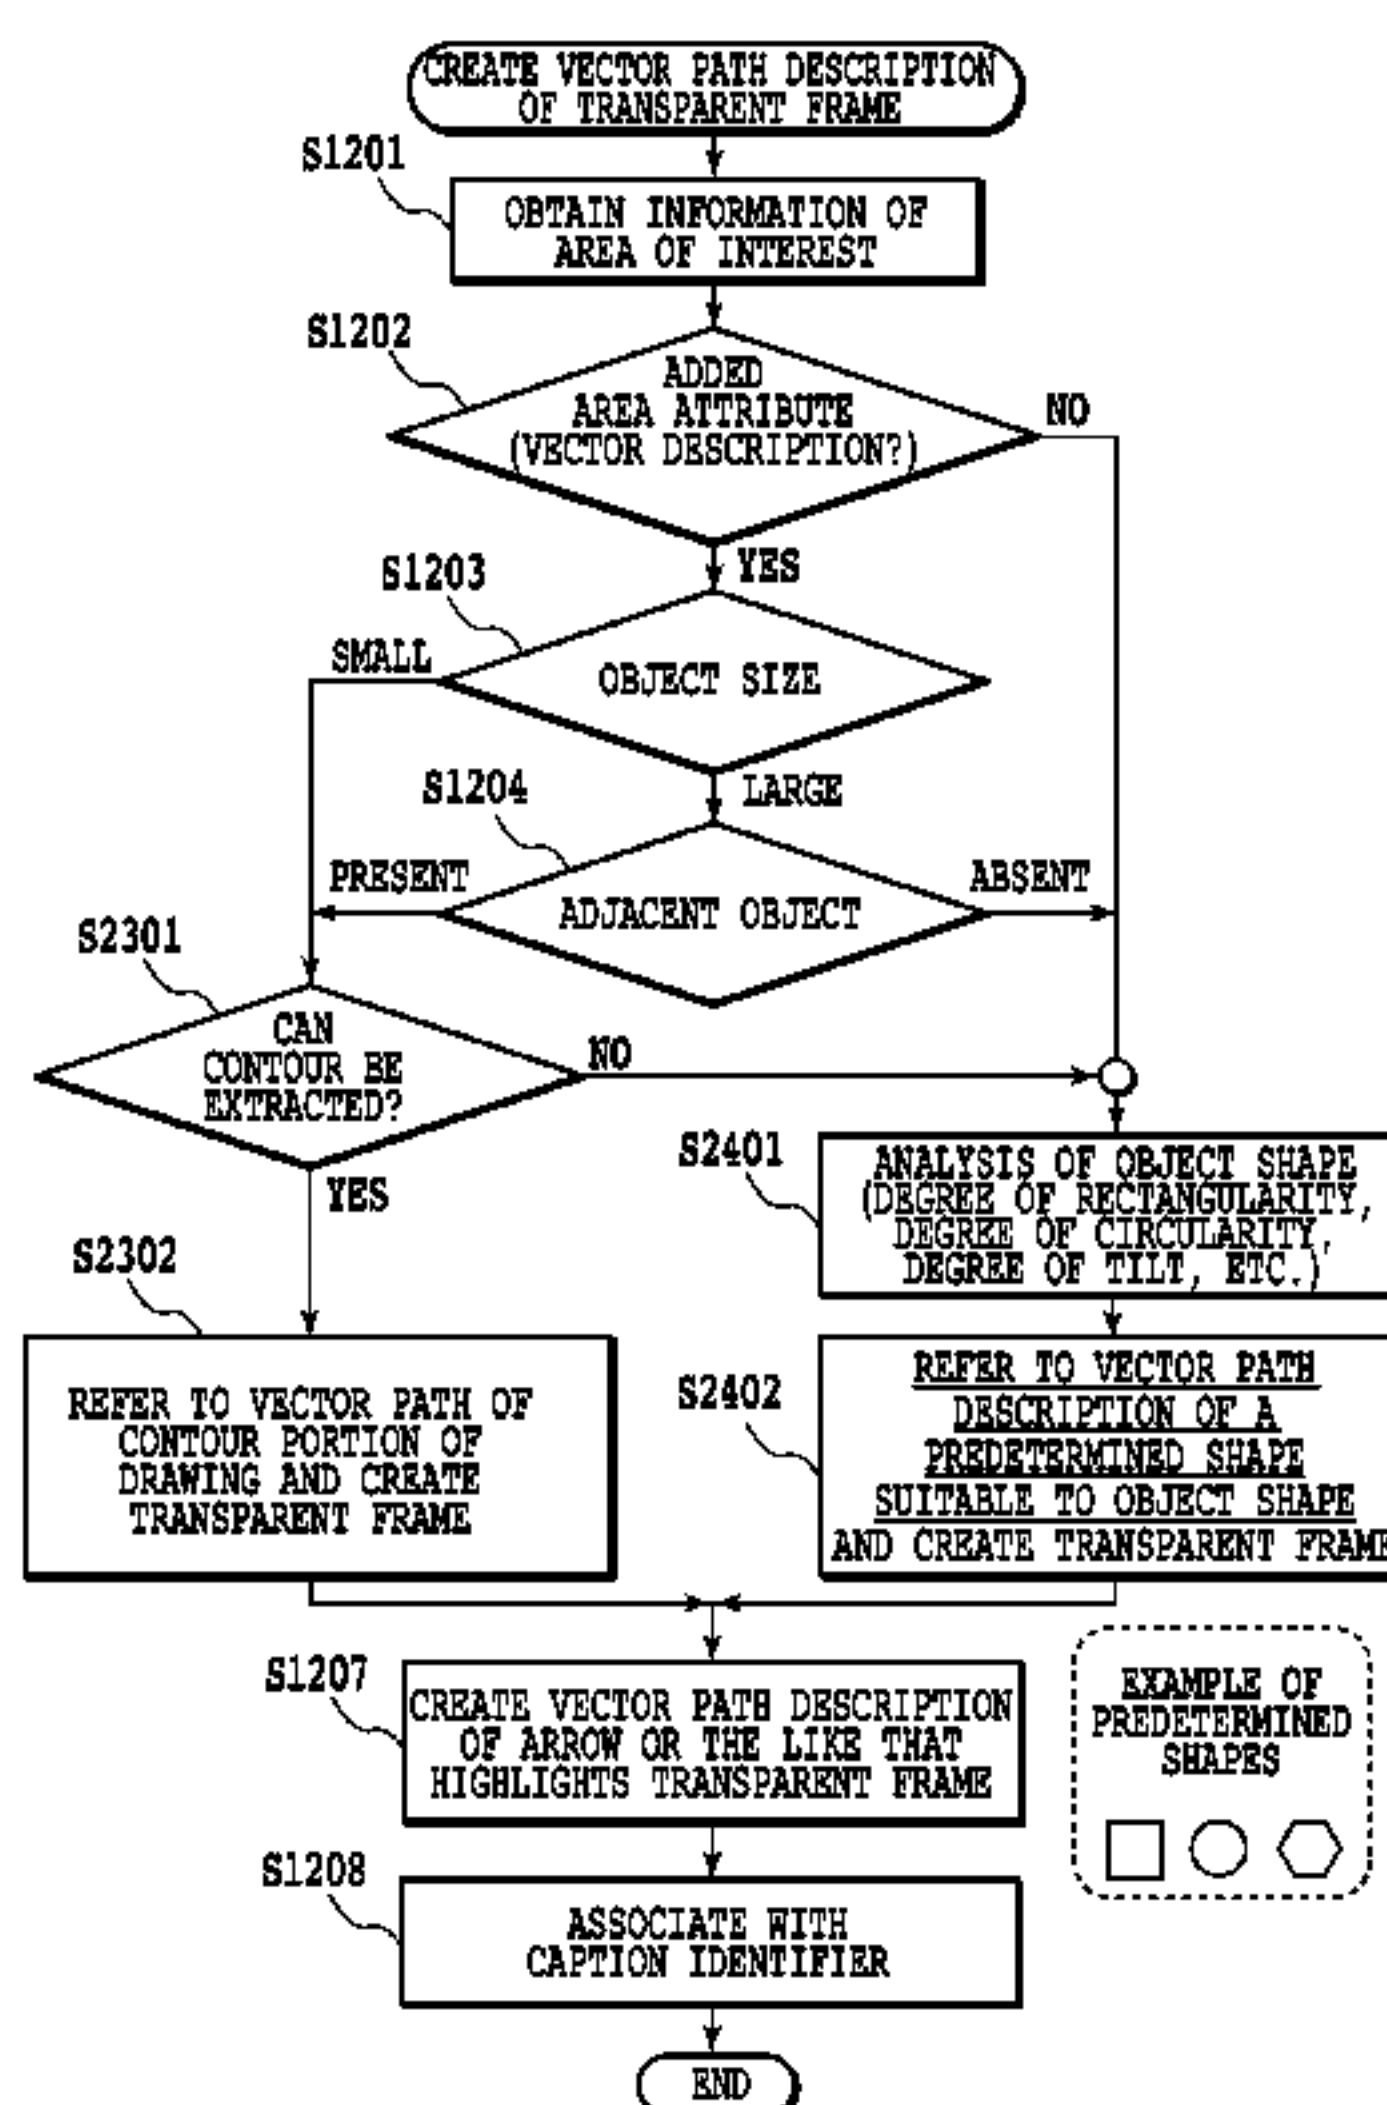 CREATE VECTOR PATH DESCRIPTION
OF TRANSPARENT FRAME
S1201
OBTAIN INFORMATION OF
AREA OF INTEREST
S1202
ADDED
AREA ATTRIBUTE
(VECTOR DESCRIPTION?)
NO
YES
S1203
SMALL
OBJECT SIZE
LARGE
S1204
PRESENT
ADJACENT OBJECT
ABSENT
S2301
CAN
CONTOUR BE
EXTRACTED?
NO
YES
S2401
ANALYSIS OF OBJECT SHAPE
(DEGREE OF RECTANGULARITY,
DEGREE OF CIRCULARITY,
DEGREE OF TILT, ETC.)
S2302
REFER TO VECTOR PATH OF
CONTOUR PORTION OF
DRAWING AND CREATE
TRANSPARENT FRAME
S2402
REFER TO VECTOR PATH
DESCRIPTION OF A
PREDETERMINED SHAPE
SUITABLE TO OBJECT SHAPE
AND CREATE TRANSPARENT FRAME
S1207
CREATE VECTOR PATH DESCRIPTION
OF ARROW OR THE LIKE THAT
HIGHLIGHTS TRANSPARENT FRAME
EXAMPLE OF
PREDETERMINED
SHAPES
S1208
ASSOCIATE WITH
CAPTION IDENTIFIER
END